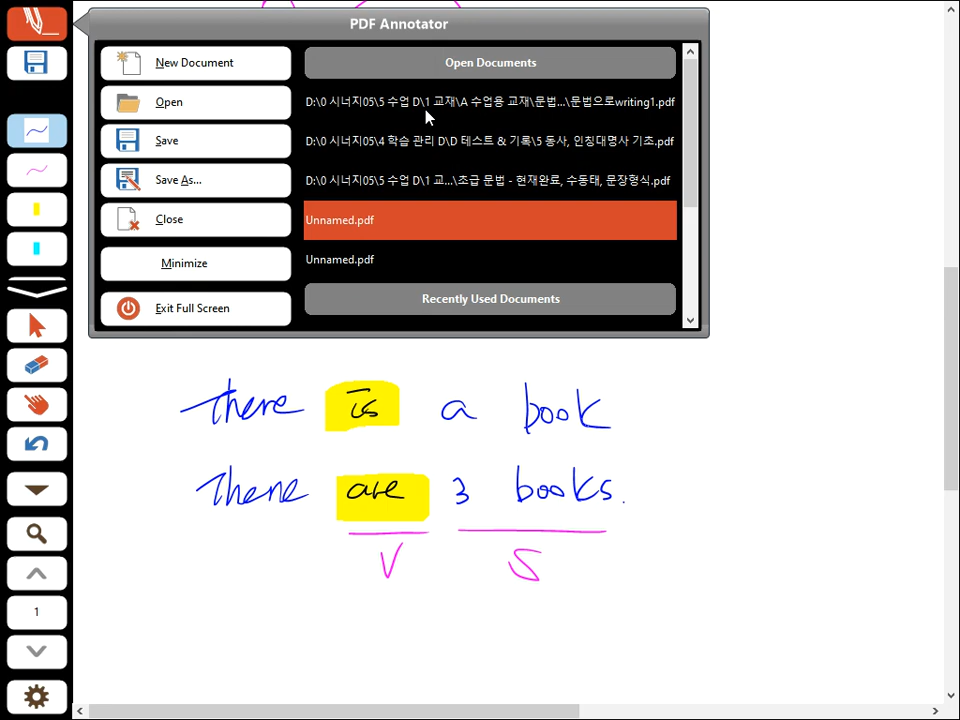 PDF Annotator
New Document
Open
Save
Save As...
Close
Minimize
Exit Full Screen
Open Documents
D:\0 시너지05\5 수업 D\1 교재\A 수업용 교재\문법...\문법으로writing1.pdf
D:\0 시너지05\4 학습 관리 D\D 테스트 & 기록\5 동사, 인칭대명사 기초.pdf
D:\0 시너지05\5 수업 D\1 교...\초급 문법 - 현재완료, 수동태, 문장형식.pdf
Unnamed.pdf
Unnamed.pdf
Recently Used Documents
1
there is a book
There are 3 books.
V S